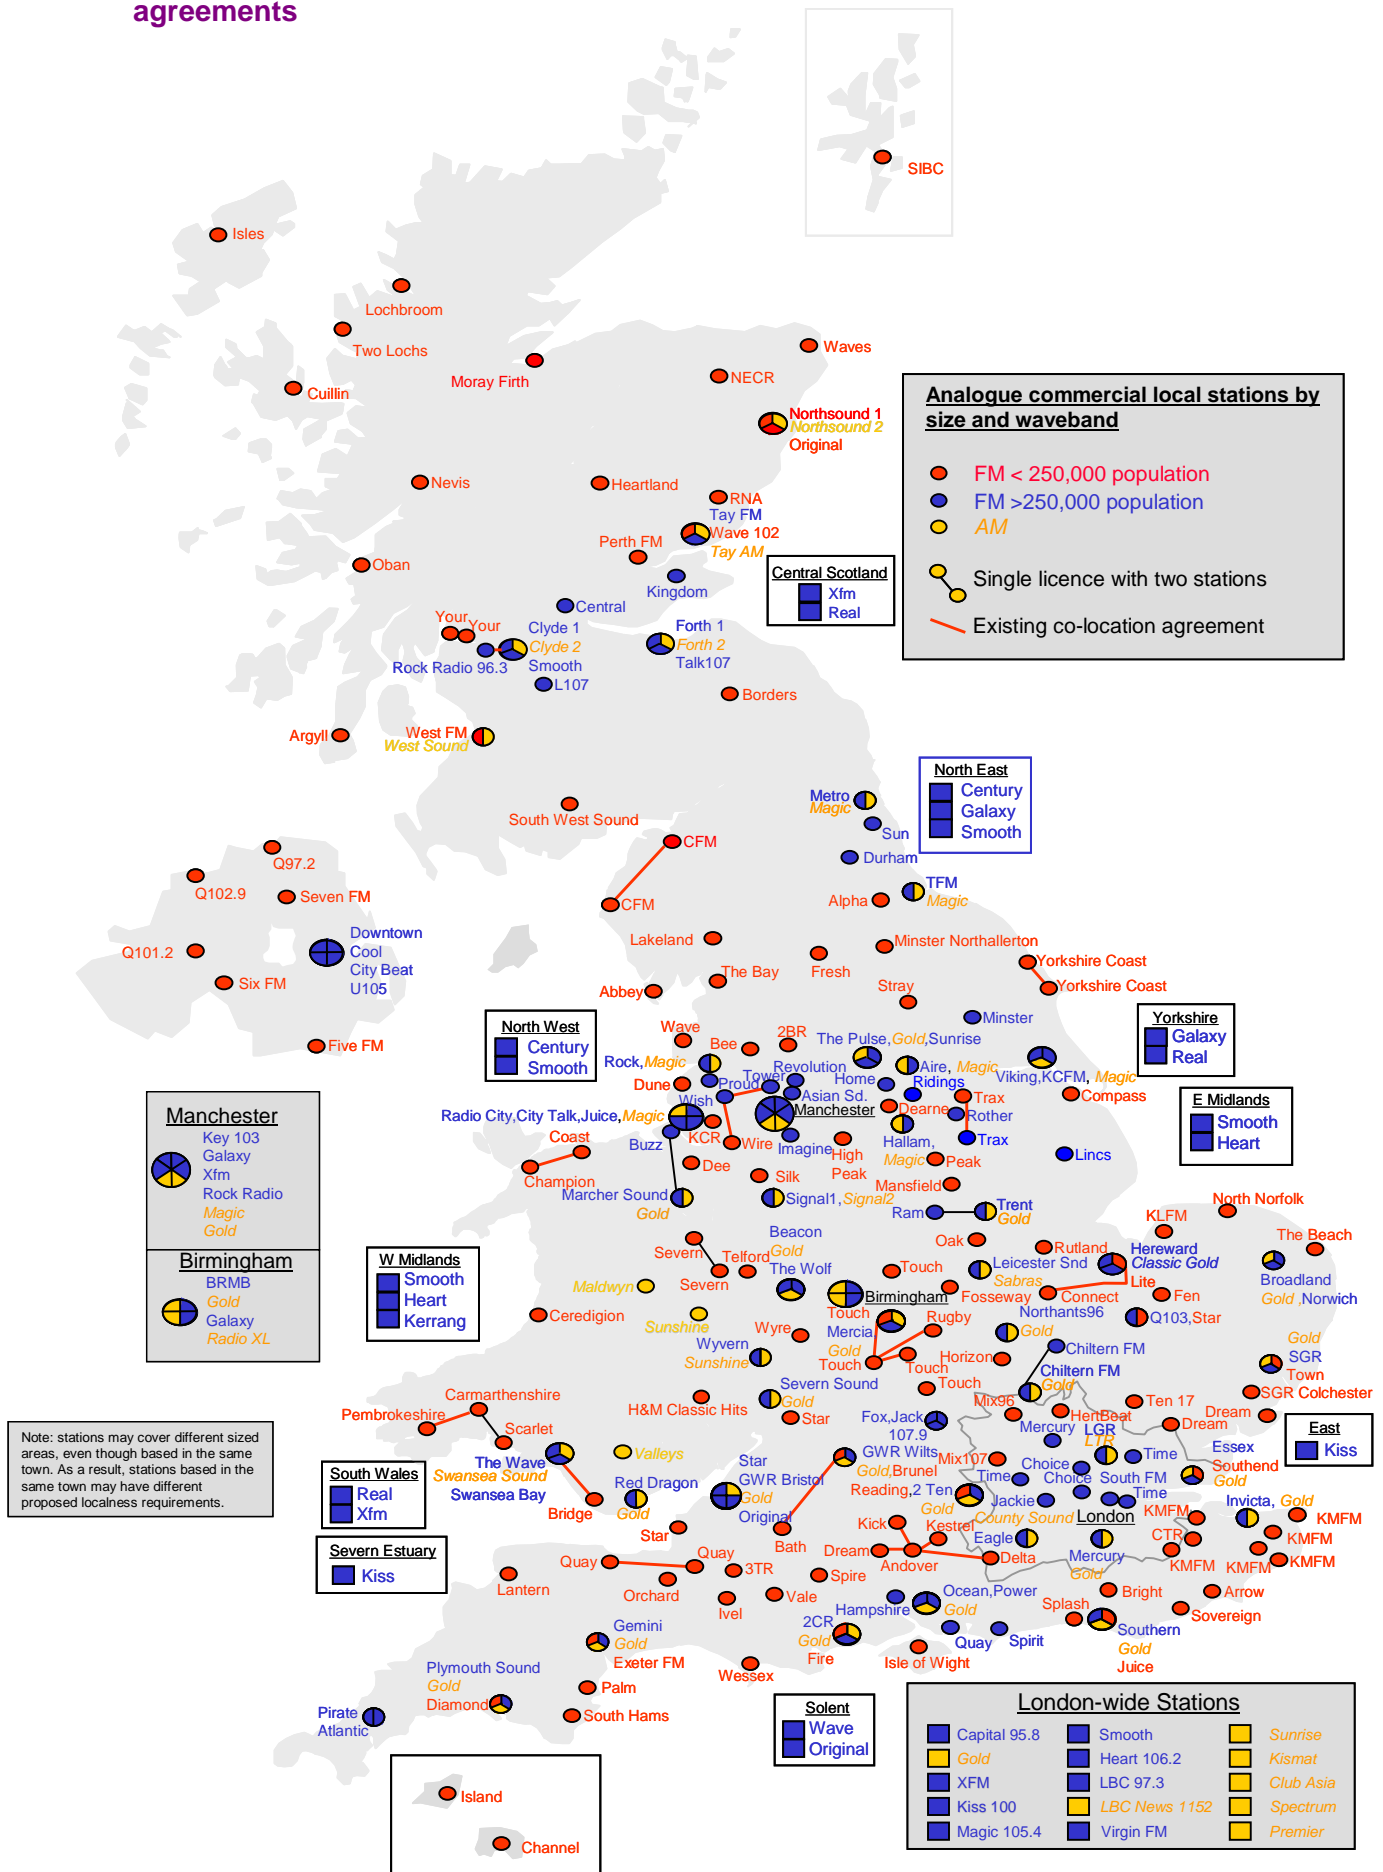 agreements
SIBC
Isles
Lochbroom
Two Lochs
Waves
Moray Firth
NECR
Cuillin
Northsound 1
Northsound 2
Original
Analogue commercial local stations by
size and waveband
FM < 250,000 population
FM >250,000 population
AM
Single licence with two stations
Existing co-location agreement
Nevis
Heartland
RNA
Tay FM
Wave 102
Tay AM
Perth FM
Oban
Kingdom
Central Scotland
Xfm
Real
Central
Your
Your
Clyde 1
Clyde 2
Smooth
Rock Radio 96.3
L107
Forth 1
Forth 2
Talk107
Borders
Argyll
West FM
West Sound
North East
Century
Galaxy
Smooth
Metro
Magic
Sun
South West Sound
CFM
CFM
Durham
TFM
Magic
Alpha
Q97.2
Q102.9
Seven FM
Q101.2
Six FM
Downtown
Cool
City Beat
U105
Five FM
Lakeland
Minster Northallerton
Fresh
The Bay
Abbey
Yorkshire Coast
Yorkshire Coast
Stray
Minster
North West
Century
Smooth
Yorkshire
Galaxy
Real
Wave
Bee
2BR
The Pulse,Gold,Sunrise
Rock,Magic
Aire, Magic
Viking,KCFM, Magic
Dune
Proud
Tower
Revolution
Home
Ridings
Compass
Wish
Asian Sd.
Manchester
Dearne
Trax
Rother
E Midlands
Smooth
Heart
Radio City,City Talk,Juice,Magic
KCR
Wire
Imagine
High
Peak
Hallam,
Magic
Trax
Lincs
Buzz
Coast
Champion
Dee
Silk
Peak
Mansfield
Marcher Sound
Gold
Signal1,Signal2
Ram
Trent
Gold
Manchester
Key 103
Galaxy
Xfm
Rock Radio
Magic
Gold
Birmingham
BRMB
Gold
Galaxy
Radio XL
North Norfolk
KLFM
The Beach
W Midlands
Smooth
Heart
Kerrang
Severn
Severn
Telford
Beacon
Gold
The Wolf
Oak
Rutland
Hereward
Classic Gold
Leicester Snd
Sabras
Touch
Fosseway
Connect
Lite
Fen
Broadland
Gold ,Norwich
Maldwyn
Birmingham
Ceredigion
Sunshine
Wyre
Touch
Mercia
Gold
Rugby
Northants96
Gold
Q103,Star
Wyvern
Sunshine
Touch
Touch
Horizon
Chiltern FM
Chiltern FM
Gold
Gold
SGR
Town
SGR Colchester
Touch
Severn Sound
Gold
Star
H&M Classic Hits
Mix96
HertBeat
Ten 17
Dream
Dream
Carmarthenshire
Pembrokeshire
Scarlet
Fox,Jack
107.9
Mercury
LGR
LTR
Time
East
Kiss
Note: stations may cover different sized
areas, even though based in the same
town. As a result, stations based in the
same town may have different
proposed localness requirements.
South Wales
Real
Xfm
The Wave
Swansea Sound
Swansea Bay
Valleys
Star
GWR Bristol
Gold
Original
GWR Wilts
Gold,Brunel
Mix107
Time
Choice
Choice
South FM
Time
Essex
Southend
Gold
Bridge
Red Dragon
Gold
Reading,2 Ten
Gold
Jackie
County Sound
London
KMFM
Invicta, Gold
KMFM
Star
Bath
Kick
Kestrel
Eagle
Mercury
Gold
CTR
KMFM
KMFM
KMFM
KMFM
Severn Estuary
Kiss
Quay
Quay
Dream
Andover
Delta
Lantern
Orchard
3TR
Ivel
Vale
Spire
Bright
Arrow
Hampshire
Ocean,Power
Gold
Splash
Sovereign
Gemini
Gold
Exeter FM
2CR
Gold
Fire
Quay
Spirit
Southern
Gold
Juice
Wessex
Isle of Wight
Plymouth Sound
Gold
Diamond
Palm
South Hams
Pirate
Atlantic
Solent
Wave
Original
London-wide Stations
Capital 95.8
Smooth
Sunrise
Gold
Heart 106.2
Kismat
XFM
LBC 97.3
Club Asia
Kiss 100
LBC News 1152
Spectrum
Magic 105.4
Virgin FM
Premier
Island
Channel